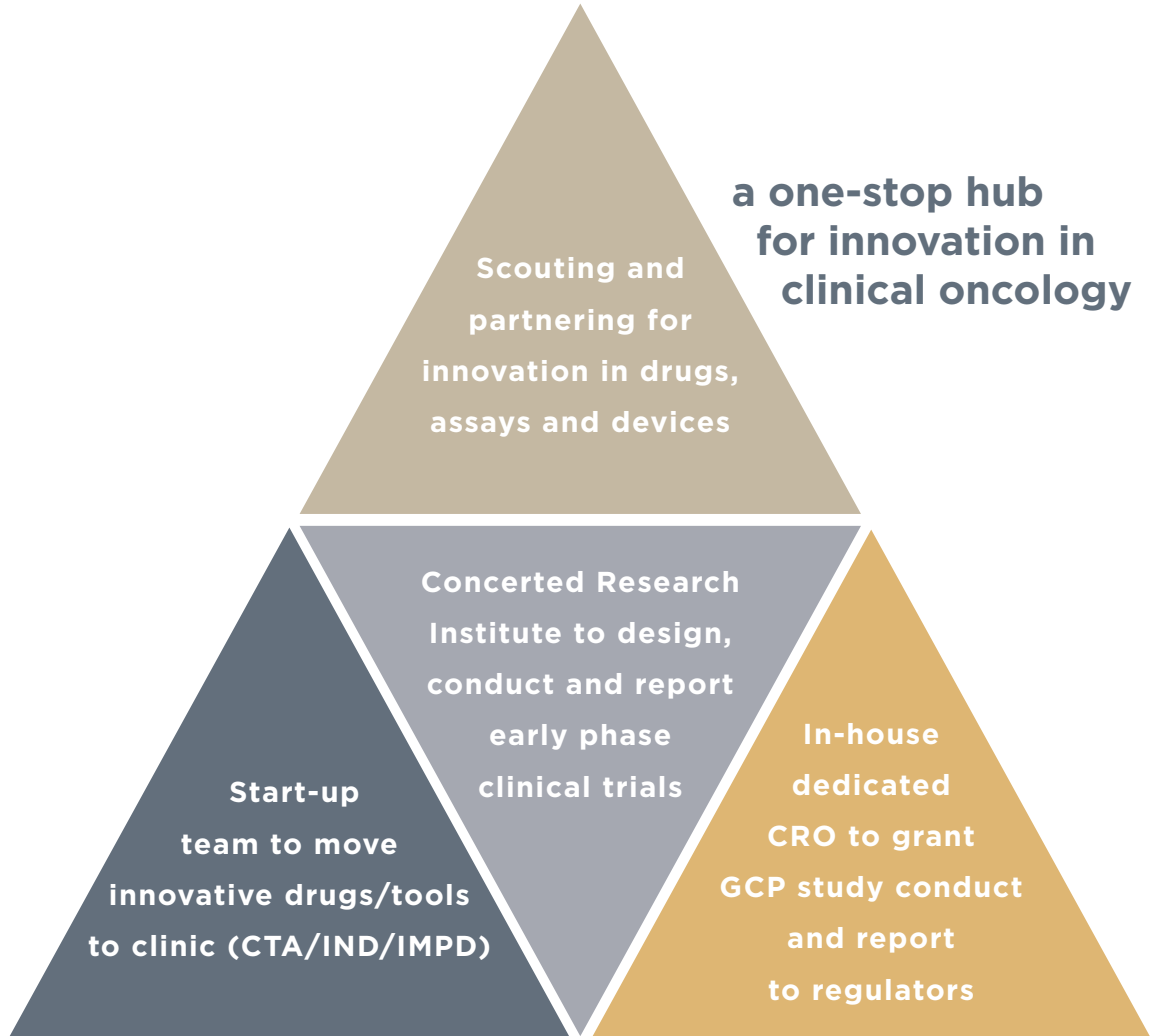 a one-stop hub
for innovation in
clinical oncology
Scouting and
partnering for
innovation in drugs,
assays and devices
Concerted Research
Institute to design,
conduct and report
early phase
clinical trials
Start-up
team to move
innovative drugs/tools
to clinic (CTA/IND/IMPD)
In-house
dedicated
CRO to grant
GCP study conduct
and report
to regulators